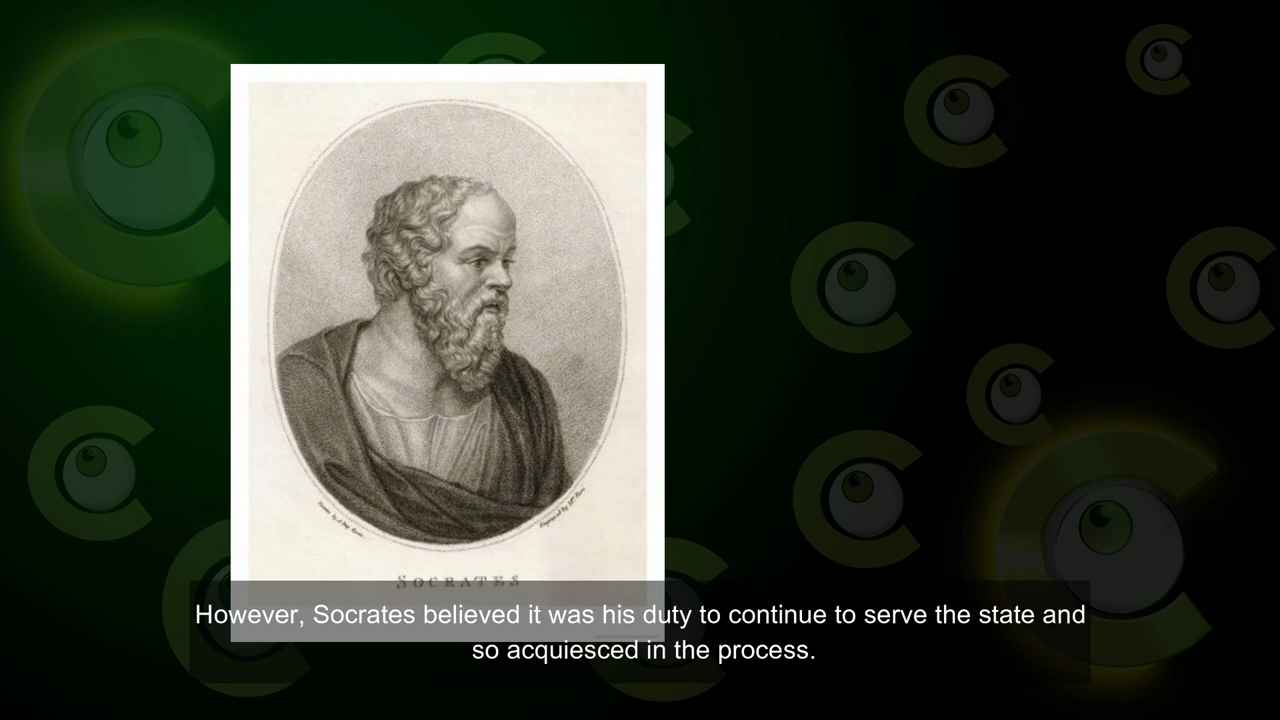 SOCRATES
However, Socrates believed it was his duty to continue to serve the state and
so acquiesced in the process.